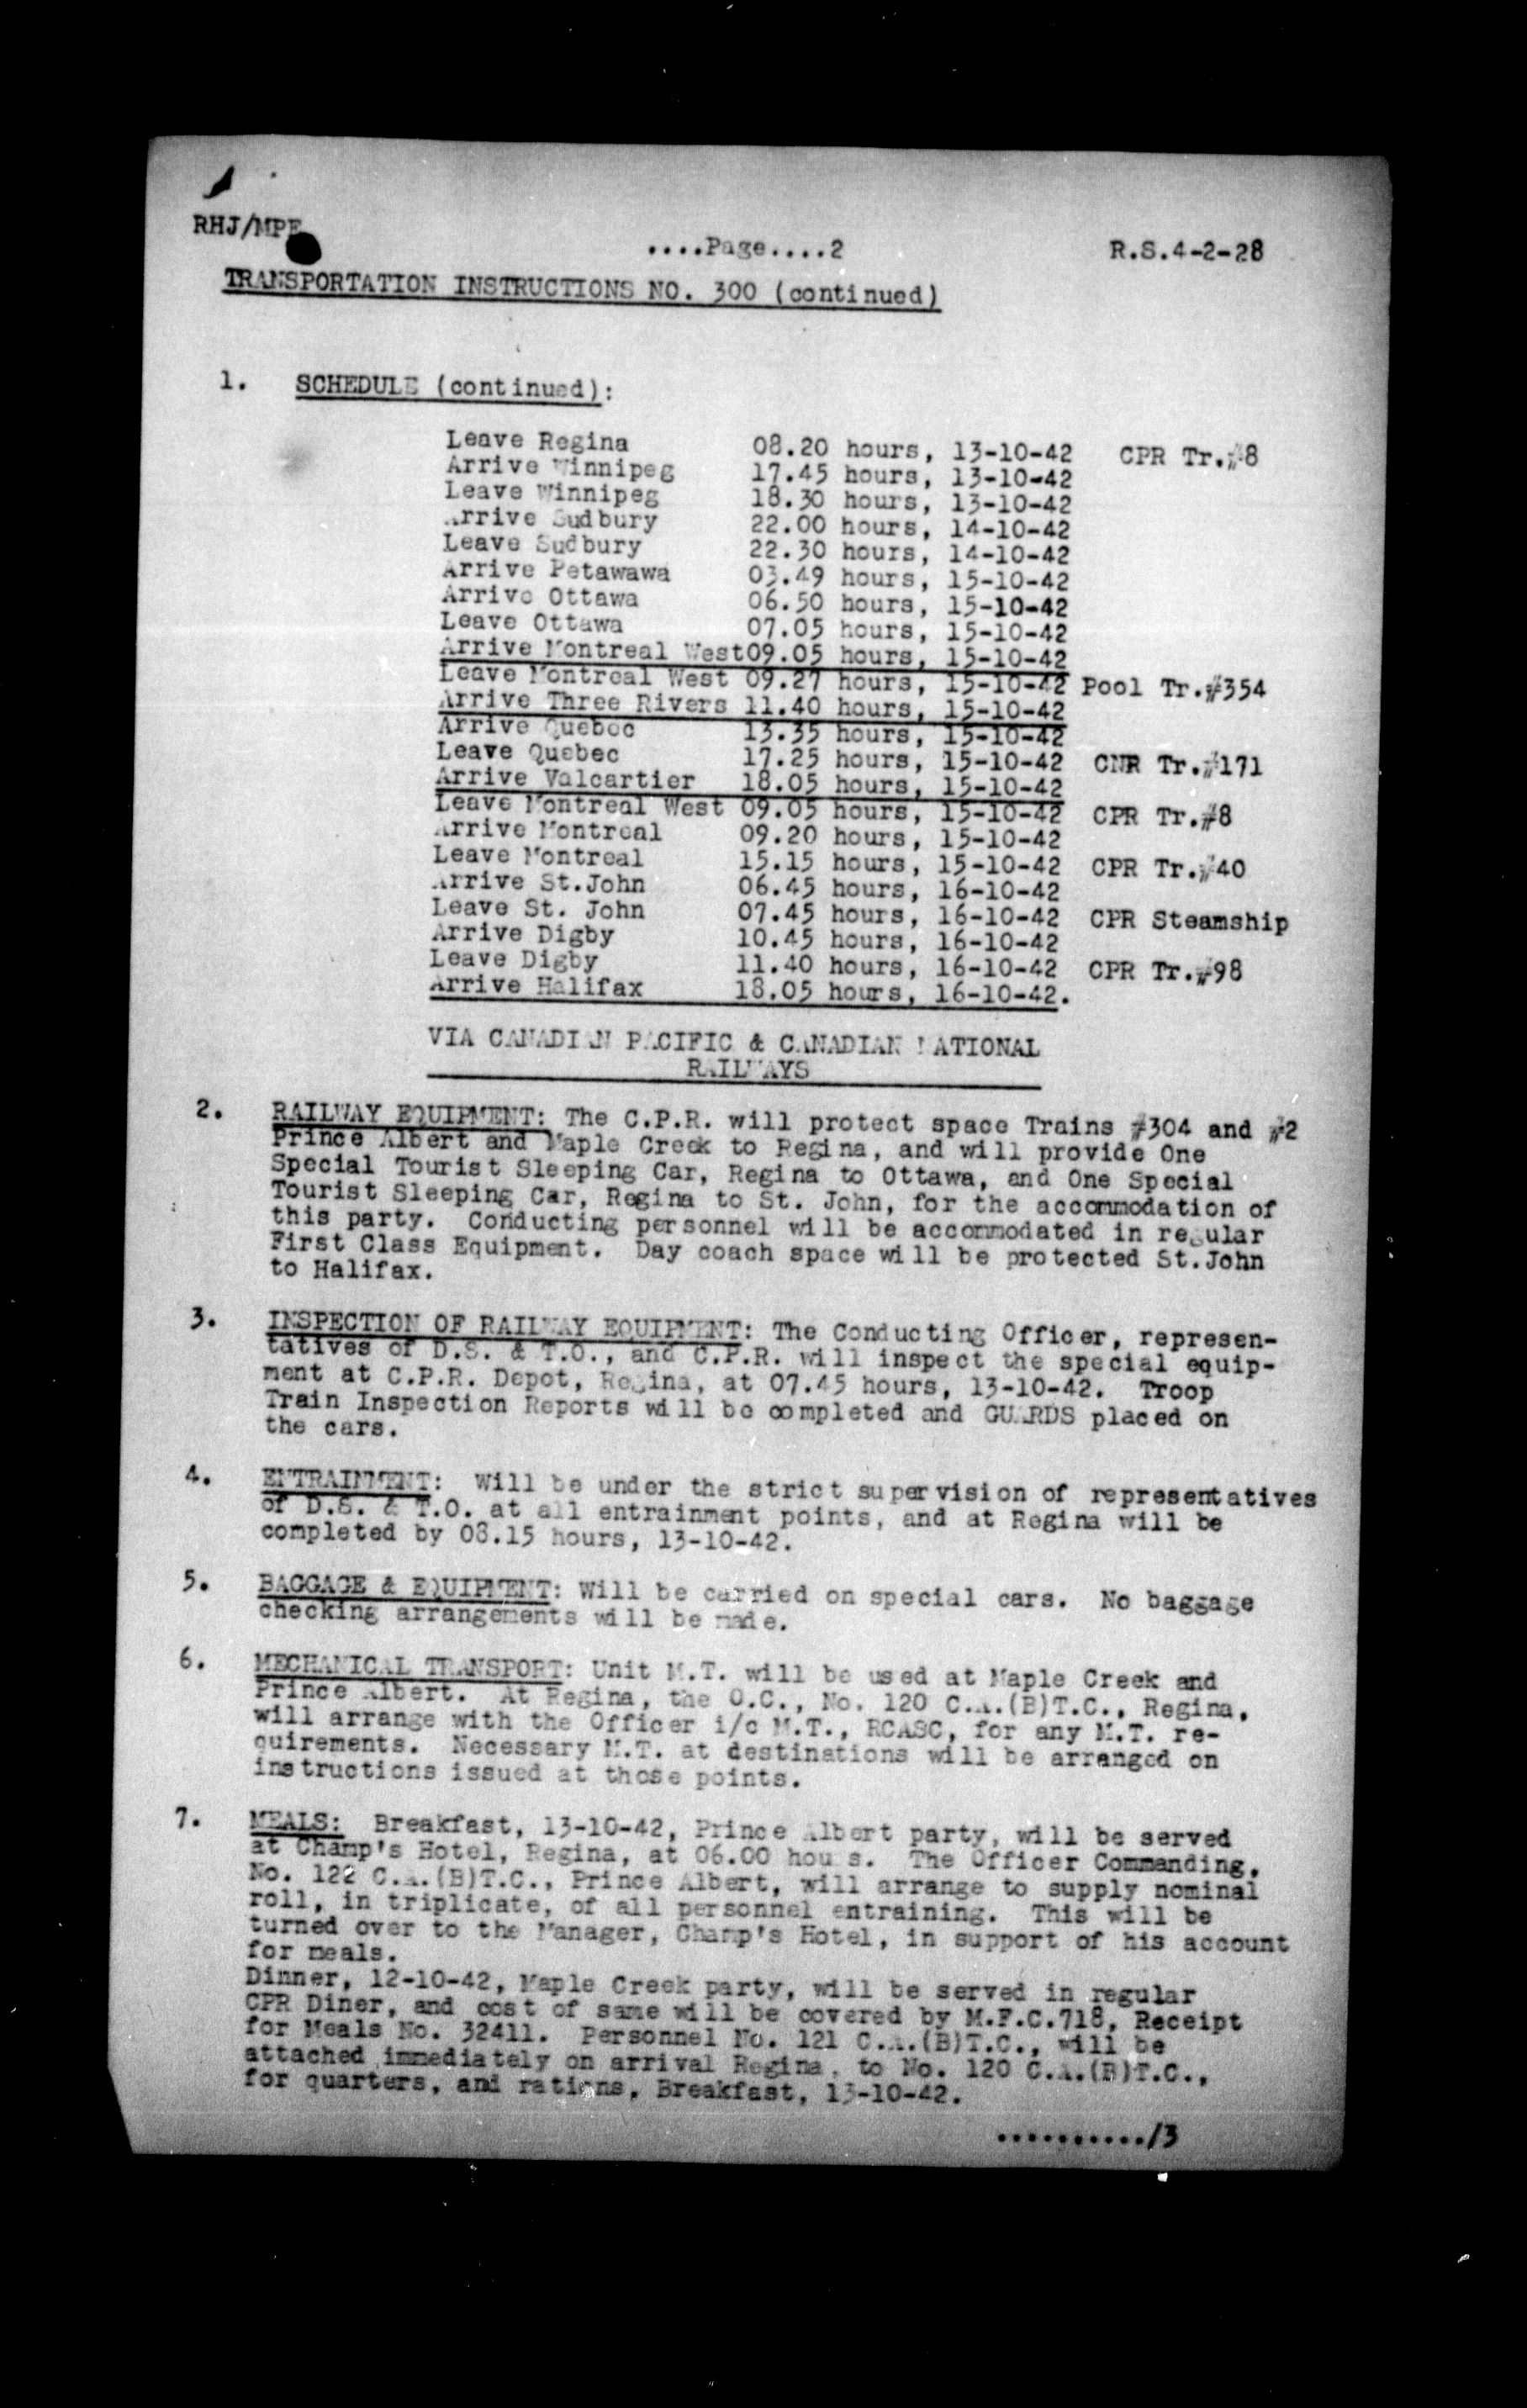 RHJ/MPE
....Page....2 R.S.4-2-28
TRANSPORTATION INSTRUCTIONS NO. 300 (continued)
1. SCHEDULE (continued):
Leave Regina 08.20 hours, 13-10-42 CPR Tr.#8
Arrive Winnipeg 17.45 hours, 13-10-42
Leave Winnipeg 18.30 hours, 13-10-42
Arrive Sudbury 22.00 hours, 14-10-42
Leave Sudbury 22.30 hours, 14-10-42
Arrive Petawawa 03.49 hours, 15-10-42
Arrive Ottawa 06.50 hours, 15-10-42
Leave Ottawa 07.05 hours, 15-10-42
Arrive Montreal West 09.05 hours, 15-10-42
Leave Montreal West 09.27 hours, 15-10-42 Pool Tr.#354
Arrive Three Rivers 11.40 hours, 15-10-42
Arrive Quebec 13.35 hours, 15-10-42
Leave Quebec 17.25 hours, 15-10-42 CNR Tr.#171
Arrive Valcartier 18.05 hours, 15-10-42
Leave Montreal West 09.05 hours, 15-10-42 CPR Tr.#8
Arrive Montreal 09.20 hours, 15-10-42
Leave Montreal 15.15 hours, 15-10-42 CPR Tr.#40
Arrive St.John 06.45 hours, 16-10-42
Leave St. John 07.45 hours, 16-10-42 CPR Steamship
Arrive Digby 10.45 hours, 16-10-42
Leave Digby 11.40 hours, 16-10-42 CPR Tr.#98
Arrive Halifax 18.05 hours, 16-10-42.
VIA CANADIAN PACIFIC & CANADIAN NATIONAL
RAILWAYS
2. RAILWAY EQUIPMENT: The C.P.R. will protect space Trains #304 and #2
Prince Albert and Maple Creek to Regina, and will provide One
Special Tourist Sleeping Car, Regina to Ottawa, and One Special
Tourist Sleeping Car, Regina to St. John, for the accommodation of
this party. Conducting personnel will be accommodated in regular
First Class Equipment. Day coach space will be protected St.John
to Halifax.
3. INSPECTION OF RAILWAY EQUIPMENT: The Conducting Officer, represen-
tatives of D.S. & T.O., and C.P.R. will inspect the special equip-
ment at C.P.R. Depot, Regina, at 07.45 hours, 13-10-42. Troop
Train Inspection Reports will be completed and GUARDS placed on
the cars.
4. ENTRAINMENT: Will be under the strict supervision of representatives
of D.S. & T.O. at all entrainment points, and at Regina will be
completed by 08.15 hours, 13-10-42.
5. BAGGAGE & EQUIPMENT: Will be carried on special cars. No baggage
checking arrangements will be made.
6. MECHANICAL TRANSPORT: Unit M.T. will be used at Maple Creek and
Prince Albert. At Regina, the O.C., No. 120 C.A.(B)T.C., Regina,
will arrange with the Officer i/c M.T., RCASC, for any M.T. re-
quirements. Necessary M.T. at destinations will be arranged on
instructions issued at those points.
7. MEALS: Breakfast, 13-10-42, Prince Albert party, will be served
at Champ's Hotel, Regina, at 06.00 hours. The Officer Commanding,
No. 122 C.A.(B)T.C., Prince Albert, will arrange to supply nominal
roll, in triplicate, of all personnel entraining. This will be
turned over to the Manager, Champ's Hotel, in support of his account
for meals.
Dinner, 12-10-42, Maple Creek party, will be served in regular
CPR Diner, and cost of same will be covered by M.F.C.718, Receipt
for Meals No. 32411. Personnel No. 121 C.A.(B)T.C., will be
attached immediately on arrival Regina, to No. 120 C.A.(B)T.C.,
for quarters, and rations, Breakfast, 13-10-42.
........../3